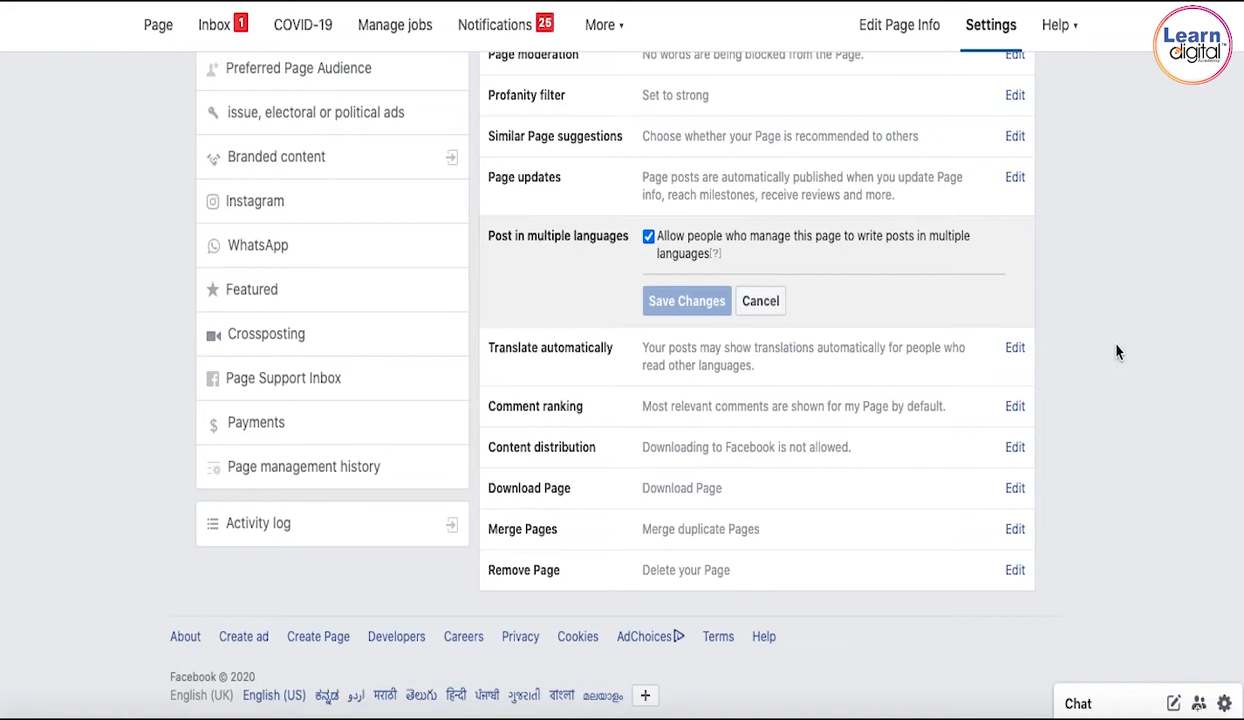 Page Inbox 1 COVID-19 Manage jobs Notifications 25 More Edit Page Info Settings Help
Learn
digital
Preferred Page Audience
issue, electoral or political ads
Branded content
Instagram
WhatsApp
Featured
Crossposting
Page Support Inbox
Payments
Page management history
Activity log
Page moderation No words are being blocked from the Page. Edit
Profanity filter Set to strong Edit
Similar Page suggestions Choose whether your Page is recommended to others Edit
Page updates Page posts are automatically published when you update Page Edit
info, reach milestones, receive reviews and more.
Post in multiple languages Allow people who manage this page to write posts in multiple
languages[?]
Save Changes Cancel
Translate automatically Your posts may show translations automatically for people who Edit
read other languages.
Comment ranking Most relevant comments are shown for my Page by default. Edit
Content distribution Downloading to Facebook is not allowed. Edit
Download Page Download Page Edit
Merge Pages Merge duplicate Pages Edit
Remove Page Delete your Page Edit
About Create ad Create Page Developers Careers Privacy Cookies AdChoices Terms Help
Facebook © 2020
English (UK) English (US) ಕನ್ನಡ اردو मराठी తెలుగు हिन्दी ਪੰਜਾਬੀ ગુજરાતી বাংলা മലയാളം +
Chat